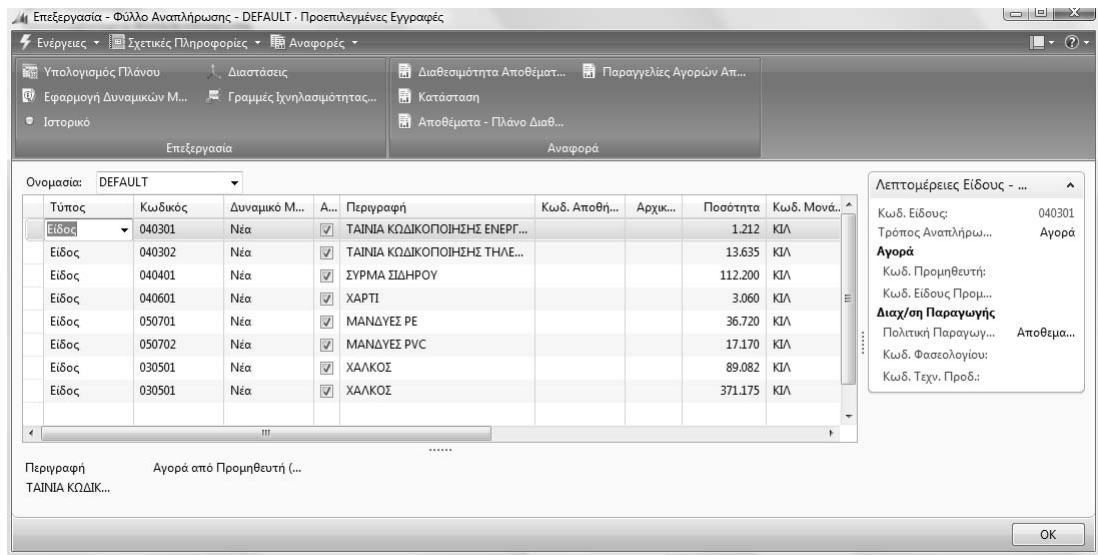 Επεξεργασία - Φύλλο Αναπλήρωσης - DEFAULT · Προεπιλεγμένες Εγγραφές
Ενέργειες Σχετικές Πληροφορίες Αναφορές
Υπολογισμός Πλάνου Διαστάσεις Διαθεσιμότητα Αποθέματ... Παραγγελίες Αγορών Απ...
Εφαρμογή Δυναμικών Μ... Γραμμές Ιχνηλασιμότητας... Κατάσταση
Ιστορικό Αποθέματα - Πλάνο Διαθ...
Επεξεργασία Αναφορά
Ονομασία: DEFAULT
Τύπος Κωδικός Δυναμικό Μ... Α... Περιγραφή Κωδ. Αποθή... Αρχικ... Ποσότητα Κωδ. Μονά...
Είδος 040301 Νέα ΤΑΙΝΙΑ ΚΩΔΙΚΟΠΟΙΗΣΗΣ ΕΝΕΡΓ... 1.212 ΚΙΛ
Είδος 040302 Νέα ΤΑΙΝΙΑ ΚΩΔΙΚΟΠΟΙΗΣΗΣ ΤΗΛΕ... 13.635 ΚΙΛ
Είδος 040401 Νέα ΣΥΡΜΑ ΣΙΔΗΡΟΥ 112.200 ΚΙΛ
Είδος 040601 Νέα ΧΑΡΤΙ 3.060 ΚΙΛ
Είδος 050701 Νέα ΜΑΝΔΥΕΣ PE 36.720 ΚΙΛ
Είδος 050702 Νέα ΜΑΝΔΥΕΣ PVC 17.170 ΚΙΛ
Είδος 030501 Νέα ΧΑΛΚΟΣ 89.082 ΚΙΛ
Είδος 030501 Νέα ΧΑΛΚΟΣ 371.175 ΚΙΛ
Λεπτομέρειες Είδους - ...
Κωδ. Είδους: 040301
Τρόπος Αναπλήρω... Αγορά
Αγορά
Κωδ. Προμηθευτή:
Κωδ. Είδους Προμ...
Διαχ/ση Παραγωγής
Πολιτική Παραγωγ... Αποθεμα...
Κωδ. Φασεολογίου:
Κωδ. Τεχν. Προδ.:
Περιγραφή Αγορά από Προμηθευτή (...
ΤΑΙΝΙΑ ΚΩΔΙΚ...
OK